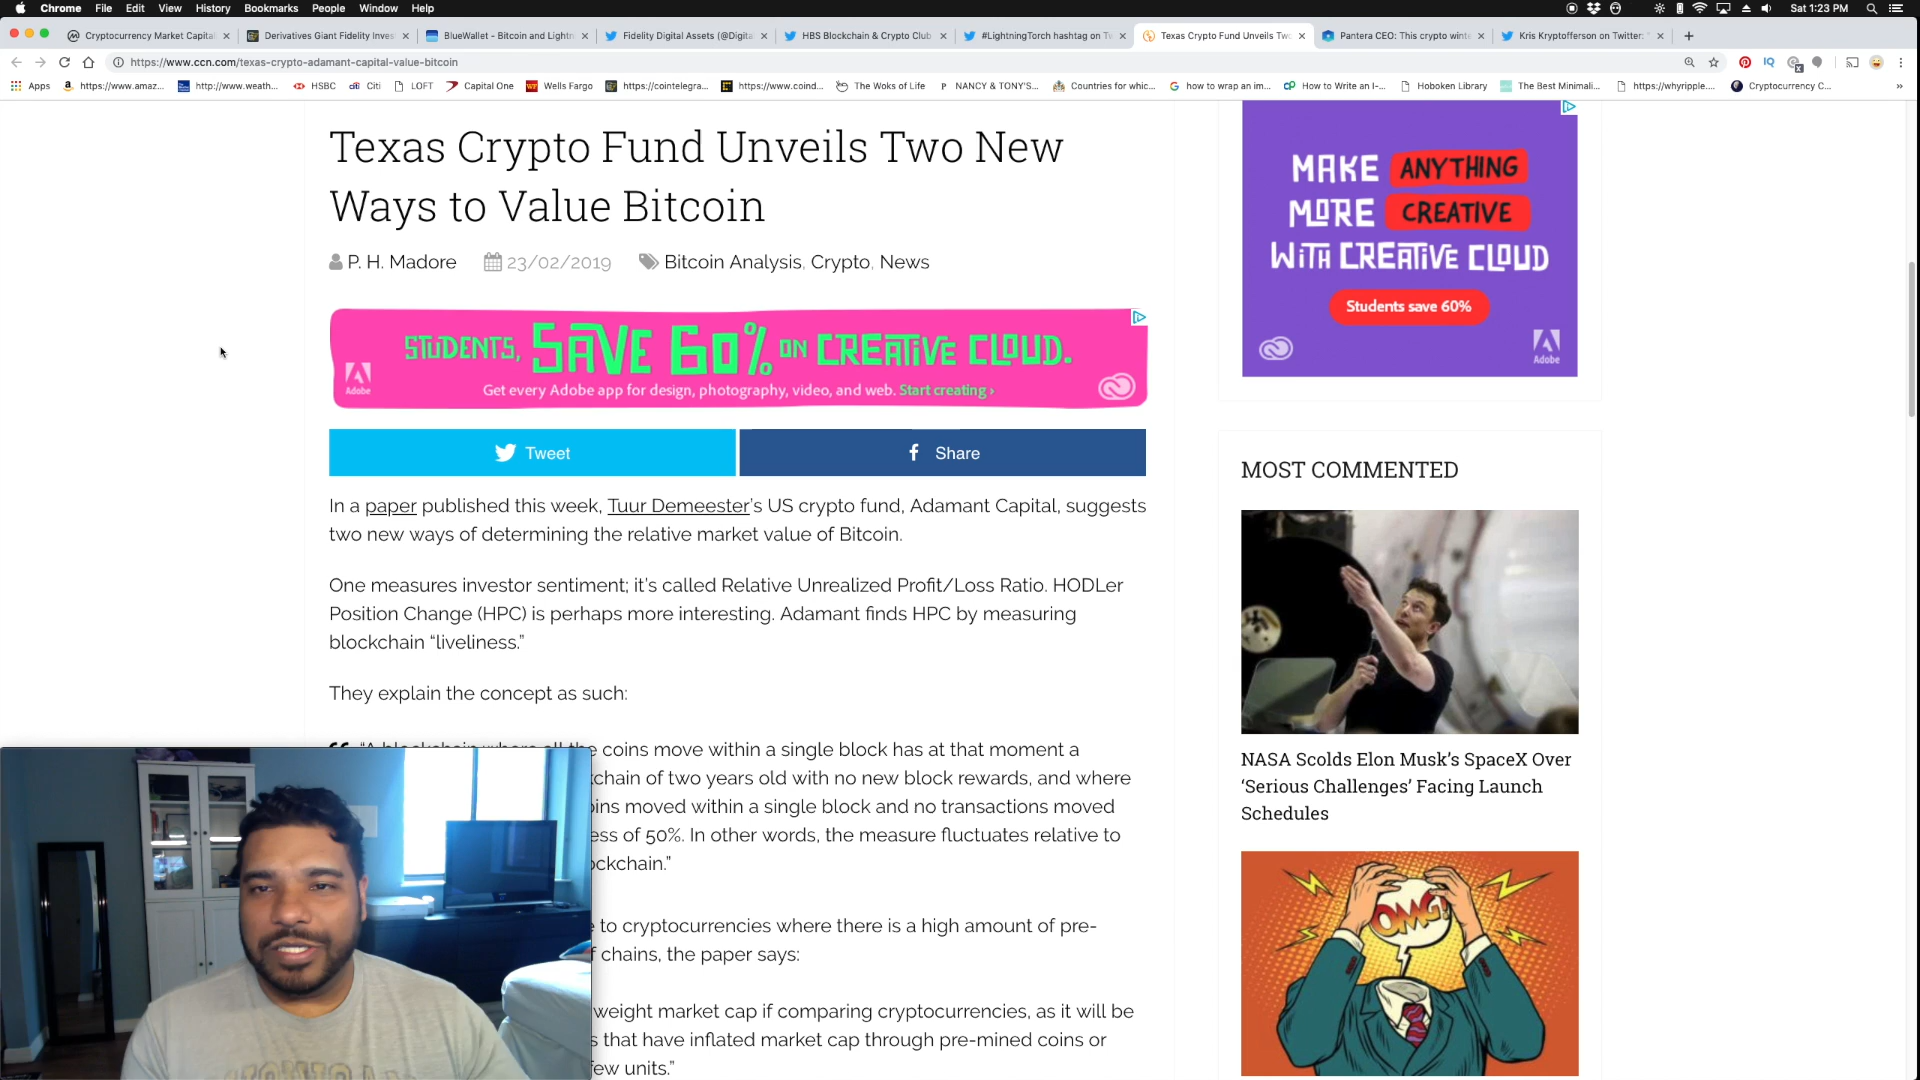 Chrome File Edit View History Bookmarks People Window Help
Sat 1:23 PM
Cryptocurrency Market Capital
Derivatives Giant Fidelity Inves
BlueWallet - Bitcoin and Lightn
Fidelity Digital Assets (@Digita
HBS Blockchain & Crypto Club
#LightningTorch hashtag on Tw
Texas Crypto Fund Unveils Two
Pantera CEO: This crypto winte
Kris Kryptofferson on Twitter:
https://www.ccn.com/texas-crypto-adamant-capital-value-bitcoin
Apps https://www.amaz... http://www.weath... HSBC Citi LOFT Capital One Wells Fargo https://cointelegra... https://www.coind... The Woks of Life NANCY & TONY'S... Countries for whic... how to wrap an im... How to Write an I-... Hoboken Library The Best Minimali... https://whyripple.... Cryptocurrency C...
Texas Crypto Fund Unveils Two New
Ways to Value Bitcoin
P. H. Madore 23/02/2019 Bitcoin Analysis, Crypto, News
STUDENTS, SAVE 60% ON CREATIVE CLOUD.
Get every Adobe app for design, photography, video, and web. Start creating ›
Adobe
Tweet
Share
In a paper published this week, Tuur Demeester's US crypto fund, Adamant Capital, suggests
two new ways of determining the relative market value of Bitcoin.
One measures investor sentiment; it's called Relative Unrealized Profit/Loss Ratio. HODLer
Position Change (HPC) is perhaps more interesting. Adamant finds HPC by measuring
blockchain “liveliness.”
They explain the concept as such:
“A blockchain where all the coins move within a single block has at that moment a
chain of two years old with no new block rewards, and where
oins moved within a single block and no transactions moved
ess of 50%. In other words, the measure fluctuates relative to
ockchain.”
e to cryptocurrencies where there is a high amount of pre-
f chains, the paper says:
weight market cap if comparing cryptocurrencies, as it will be
s that have inflated market cap through pre-mined coins or
few units.”
MAKE ANYTHING
MORE CREATIVE
WITH CREATIVE CLOUD
Students save 60%
Adobe
MOST COMMENTED
NASA Scolds Elon Musk's SpaceX Over
‘Serious Challenges’ Facing Launch
Schedules
OMG!